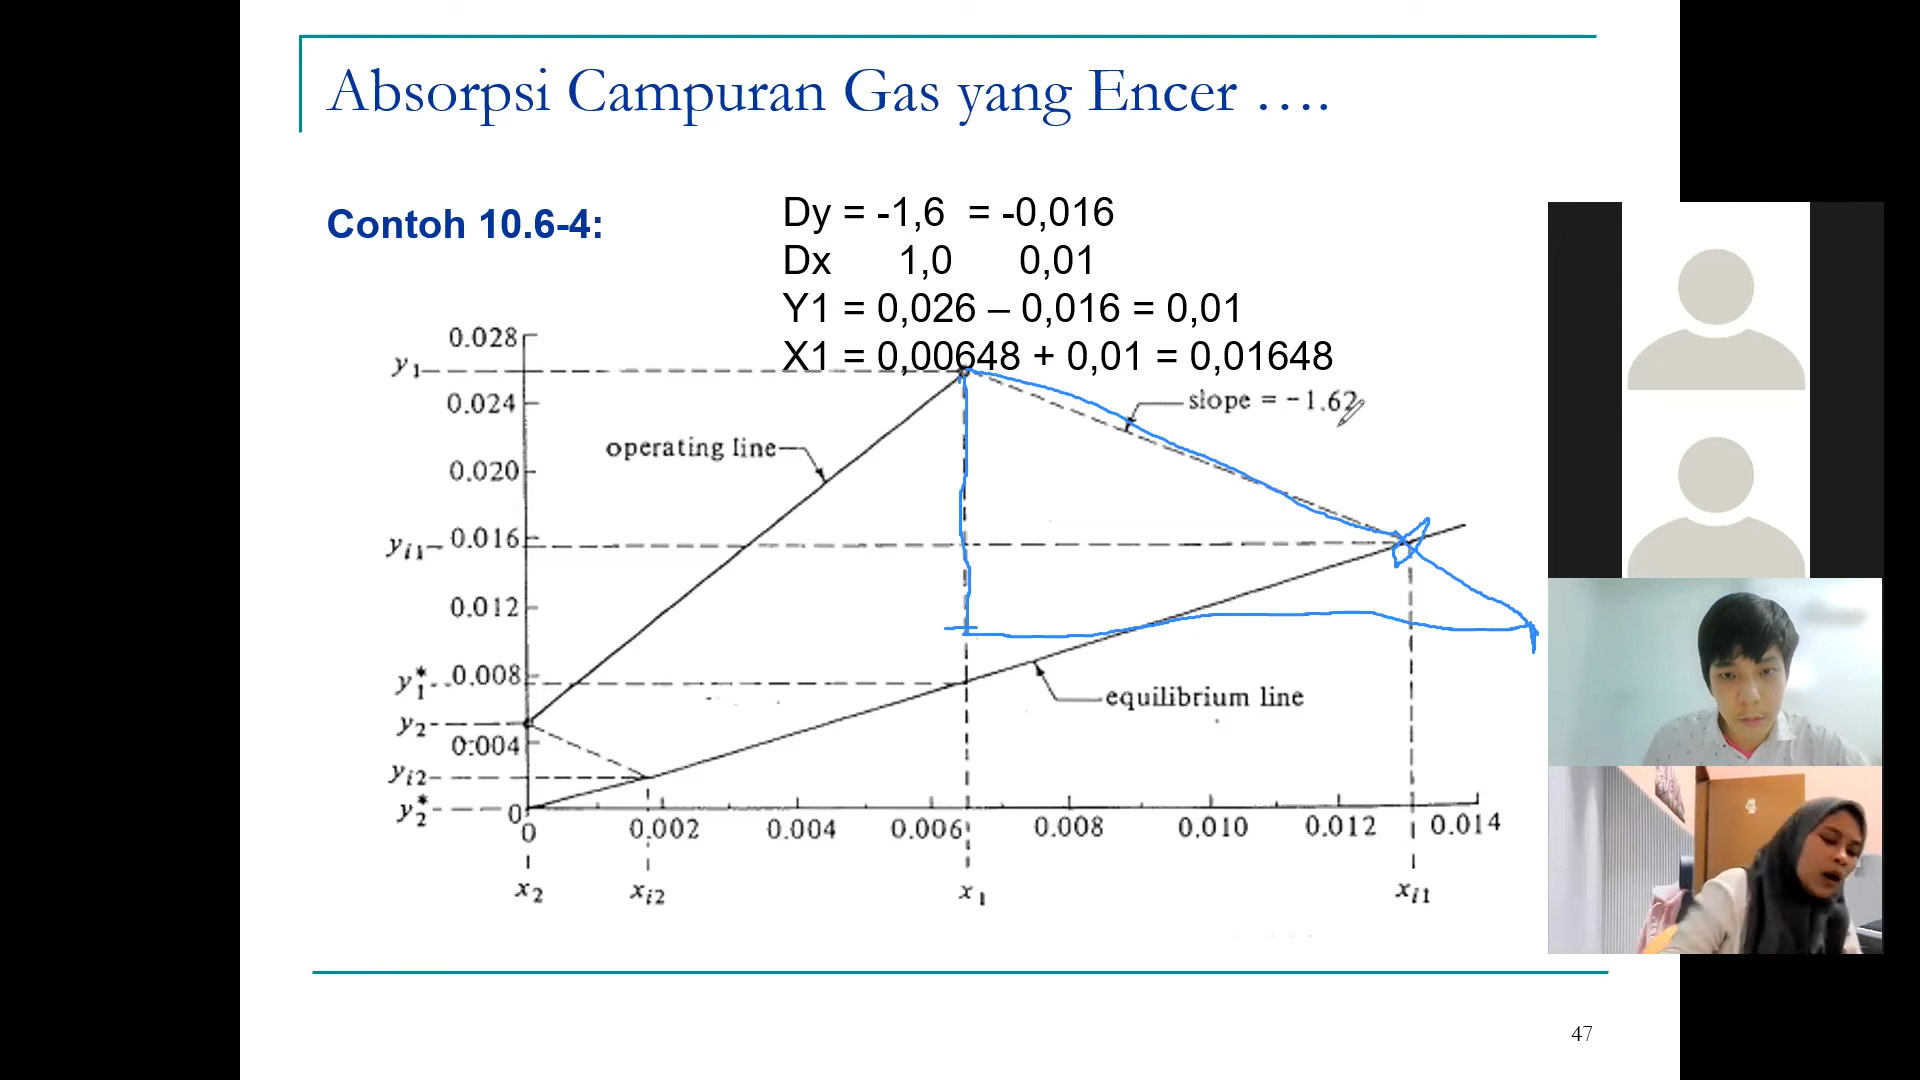 Absorpsi Campuran Gas yang Encer ....
Contoh 10.6-4:
Dy = -1,6 = -0,016
Dx 1,0 0,01
Y1 = 0,026 – 0,016 = 0,01
X1 = 0,00648 + 0,01 = 0,01648
0.028
y1
0.024
slope = -1.62
operating line
0.020
yi1
0.016
0.012
y1*
0.008
equilibrium line
y2
0.004
yi2
y2*
0
0 0.002 0.004 0.006 0.008 0.010 0.012 0.014
x2 xi2 x1 xi1
47